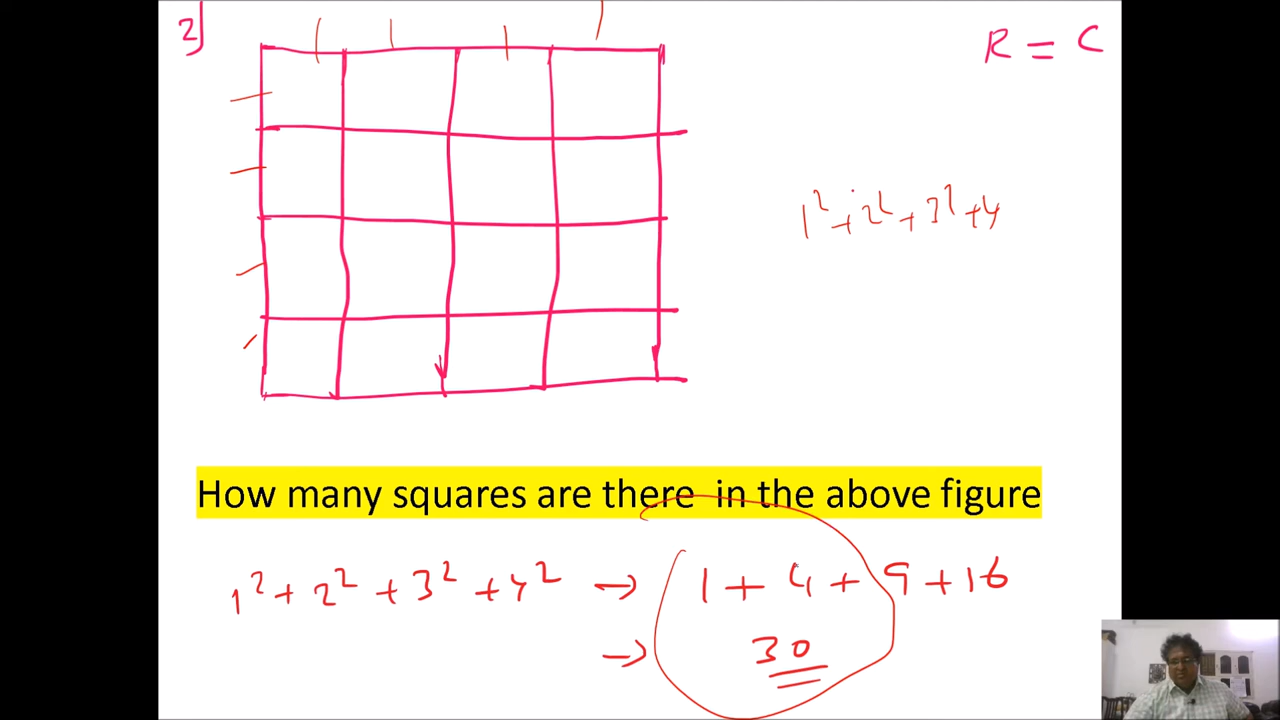 2)
R = C
1² + 2² + 3² + 4
How many squares are there in the above figure
1² + 2² + 3² + 4² → 1 + 4 + 9 + 16
→ 30